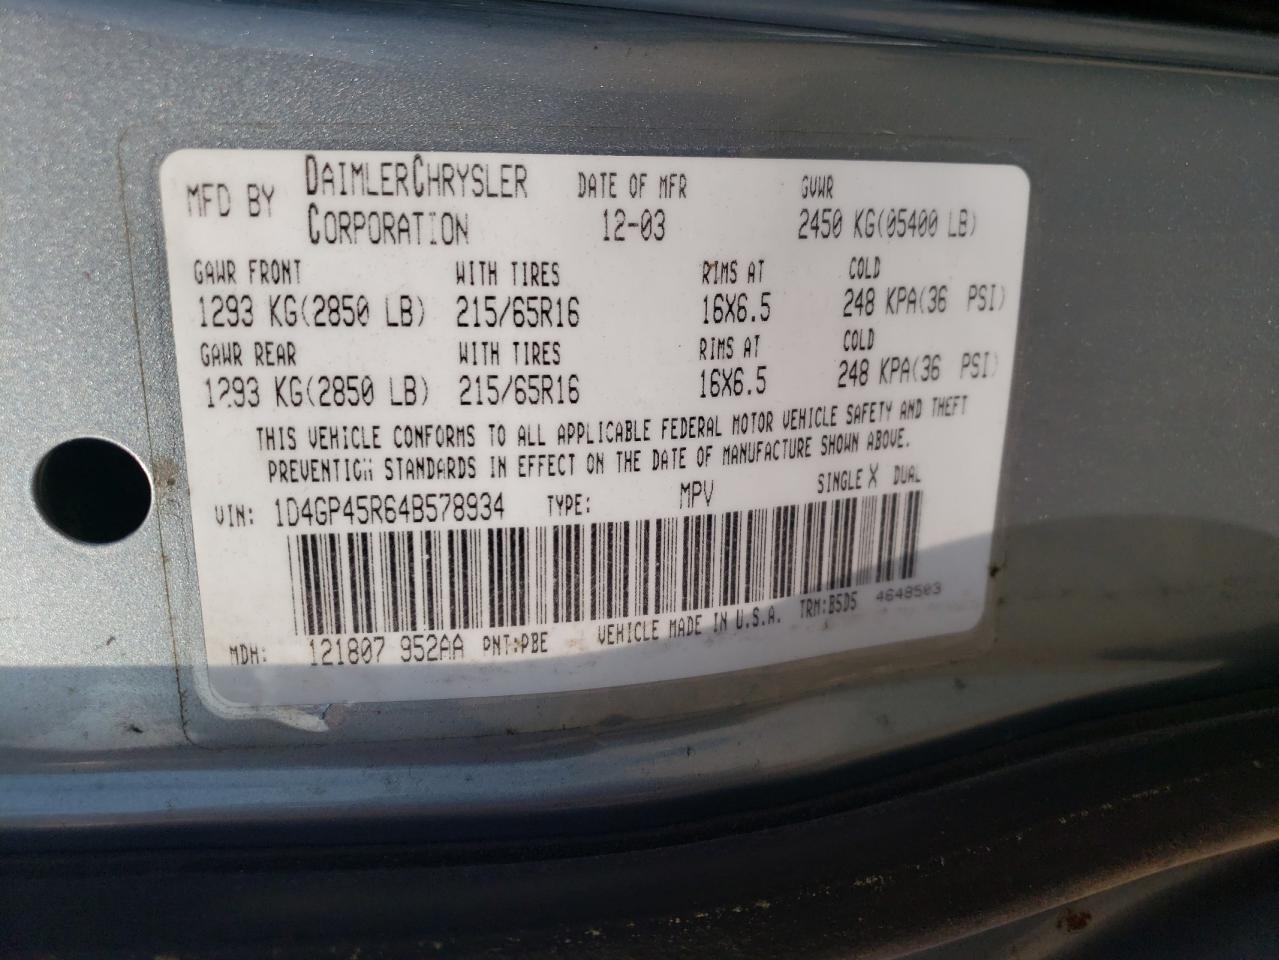 MFD BY DAIMLERCHRYSLER CORPORATION DATE OF MFR 12-03 GVWR 2450 KG(05400 LB)
GAWR FRONT WITH TIRES RIMS AT COLD
1293 KG(2850 LB) 215/65R16 16X6.5 248 KPA(36 PSI)
GAWR REAR WITH TIRES RIMS AT COLD
1293 KG(2850 LB) 215/65R16 16X6.5 248 KPA(36 PSI)
THIS VEHICLE CONFORMS TO ALL APPLICABLE FEDERAL MOTOR VEHICLE SAFETY AND THEFT
PREVENTION STANDARDS IN EFFECT ON THE DATE OF MANUFACTURE SHOWN ABOVE.
VIN: 1D4GP45R64B578934 TYPE: MPV SINGLE X DUAL
MDH: 121807 952AA PNT:PBE VEHICLE MADE IN U.S.A. TRM:B5D5 4648503